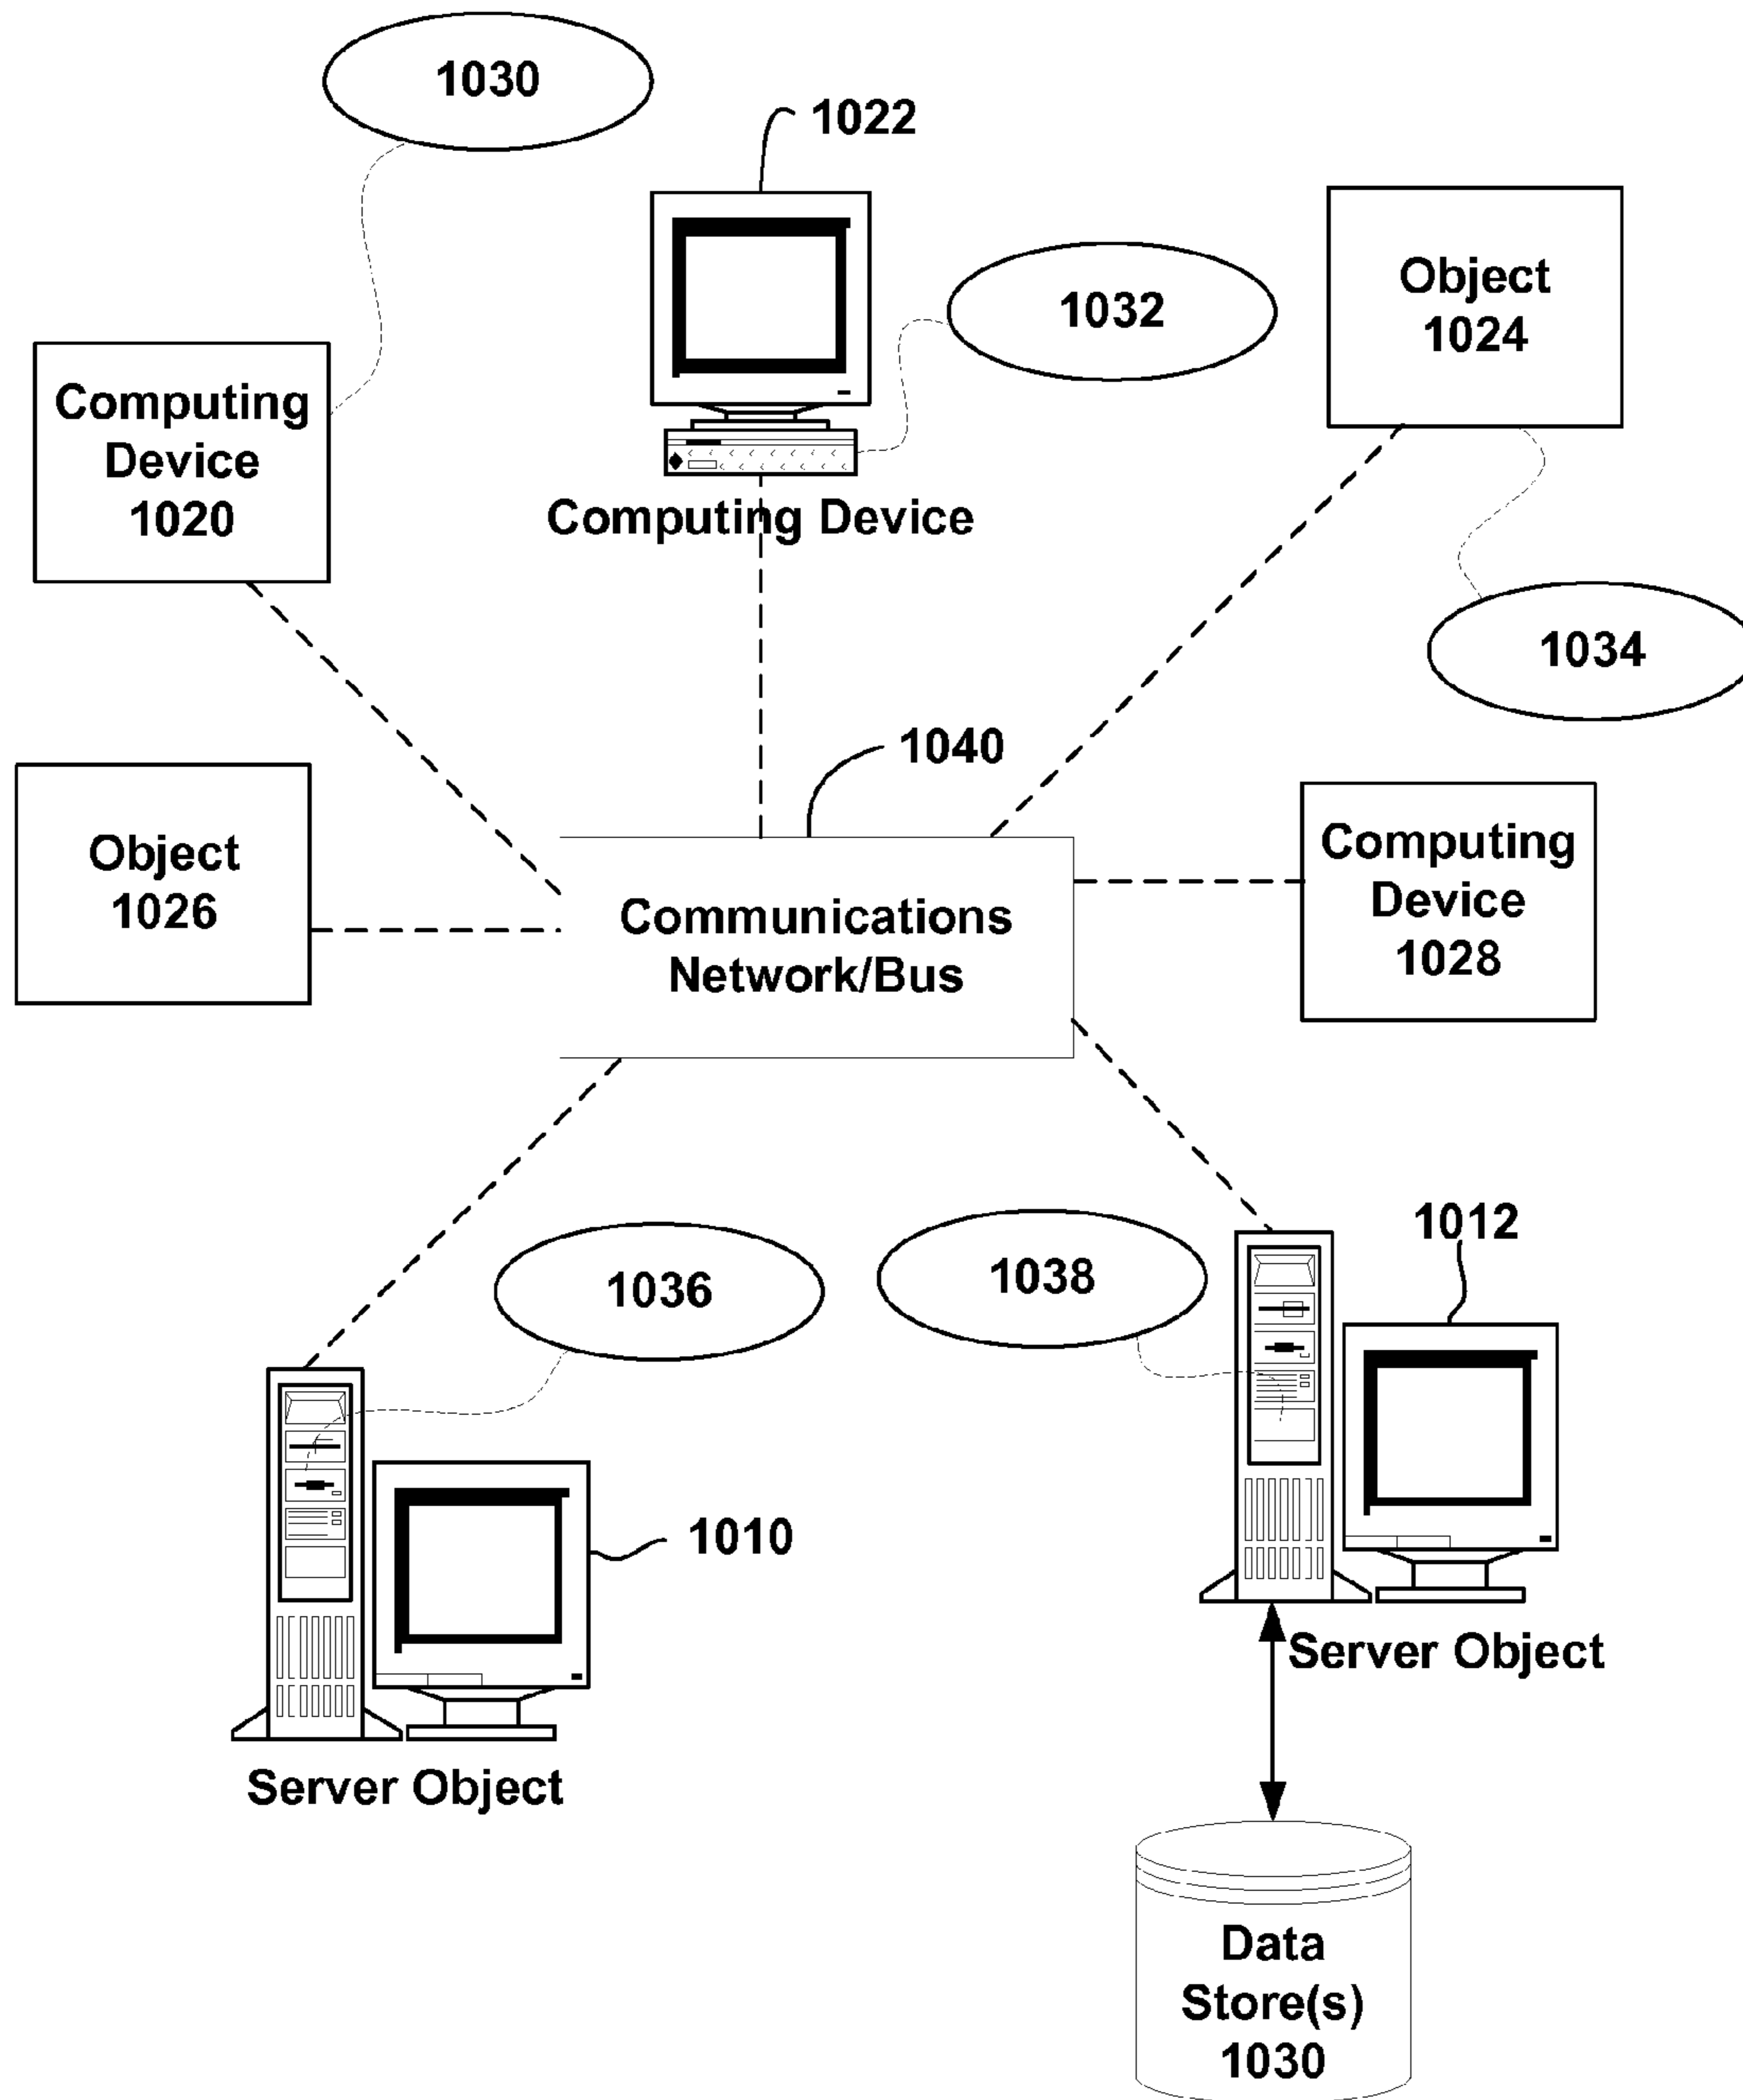 1030
1022
Object
1024
1032
Computing
Device
1020
Computing Device
1034
1040
Object
1026
Communications
Network/Bus
Computing
Device
1028
1012
1036
1038
1010
Server Object
Server Object
Data
Store(s)
1030